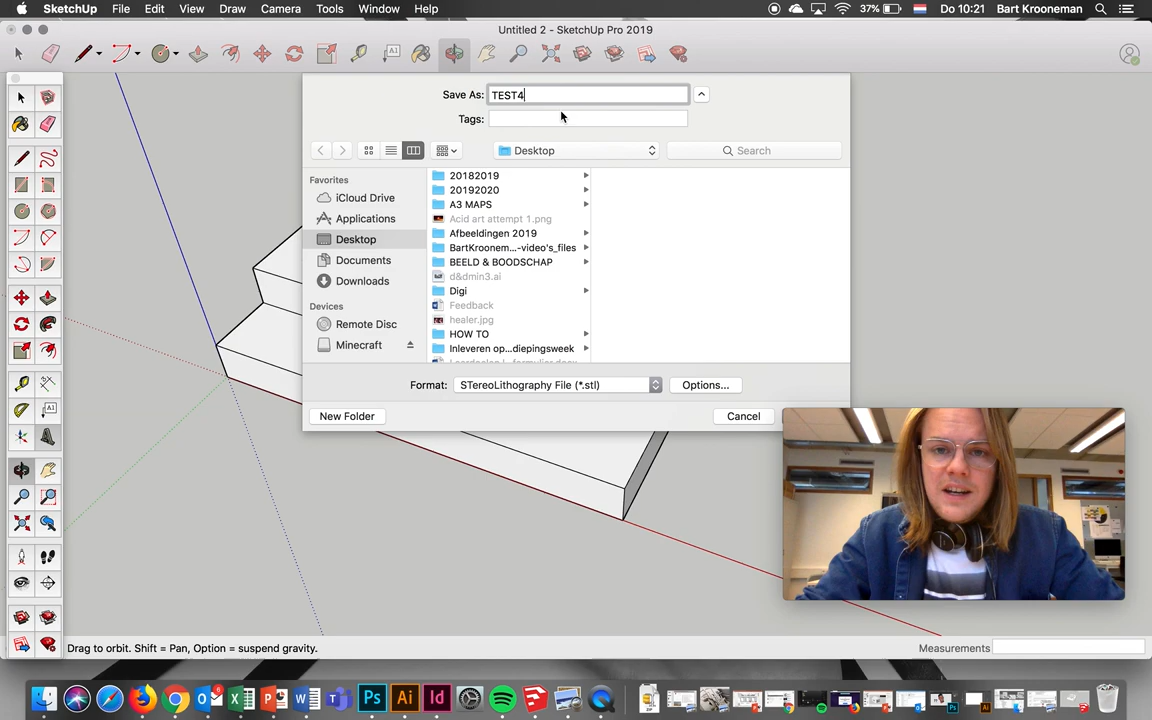 SketchUp File Edit View Draw Camera Tools Window Help 37% Do 10:21 Bart Krooneman
Untitled 2 - SketchUp Pro 2019
Save As: TEST4
Tags:
Desktop
Search
Favorites
iCloud Drive
Applications
Desktop
Documents
Downloads
Devices
Remote Disc
Minecraft
20182019
20192020
A3 MAPS
Acid art attempt 1.png
Afbeeldingen 2019
BartKroonem...-video's_files
BEELD & BOODSCHAP
d&dmin3.ai
Digi
Feedback
healer.jpg
HOW TO
Inleveren op...diepingsweek
Format: STereoLithography File (*.stl) Options...
New Folder Cancel
Drag to orbit. Shift = Pan, Option = suspend gravity. Measurements